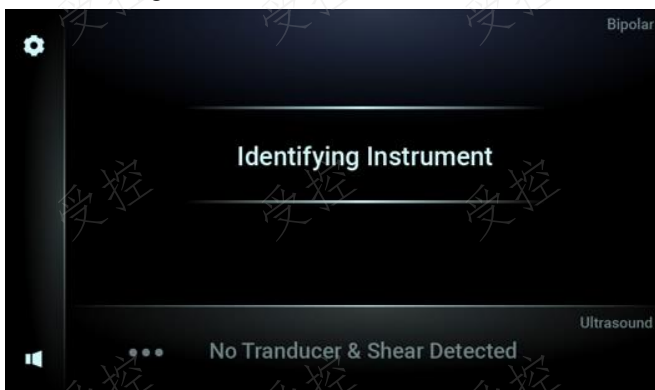 受控 受控 受控
Bipolar
Identifying Instrument
受控 受控 受控
Ultrasound
No Tranducer & Shear Detected
受控 受控 受控